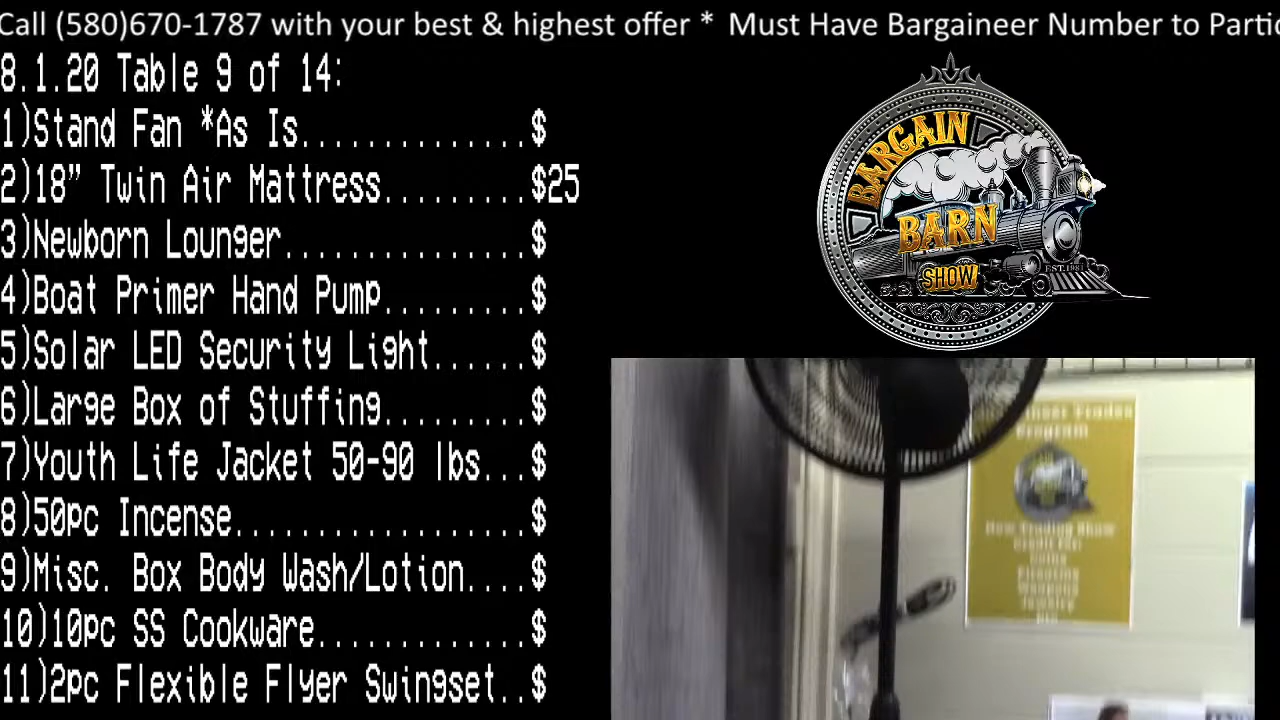 Call (580)670-1787 with your best & highest offer * Must Have Bargaineer Number to Partic
8.1.20 Table 9 of 14:
1)Stand Fan *As Is..............$
2)18” Twin Air Mattress.........$25
3)Newborn Lounger...............$
4)Boat Primer Hand Pump.........$
5)Solar LED Security Light......$
6)Large Box of Stuffing.........$
7)Youth Life Jacket 50-90 lbs...$
8)50pc Incense..................$
9)Misc. Box Body Wash/Lotion....$
10)10pc SS Cookware.............$
11)2pc Flexible Flyer Swingset..$
BARGAIN
BARN
SHOW
Program